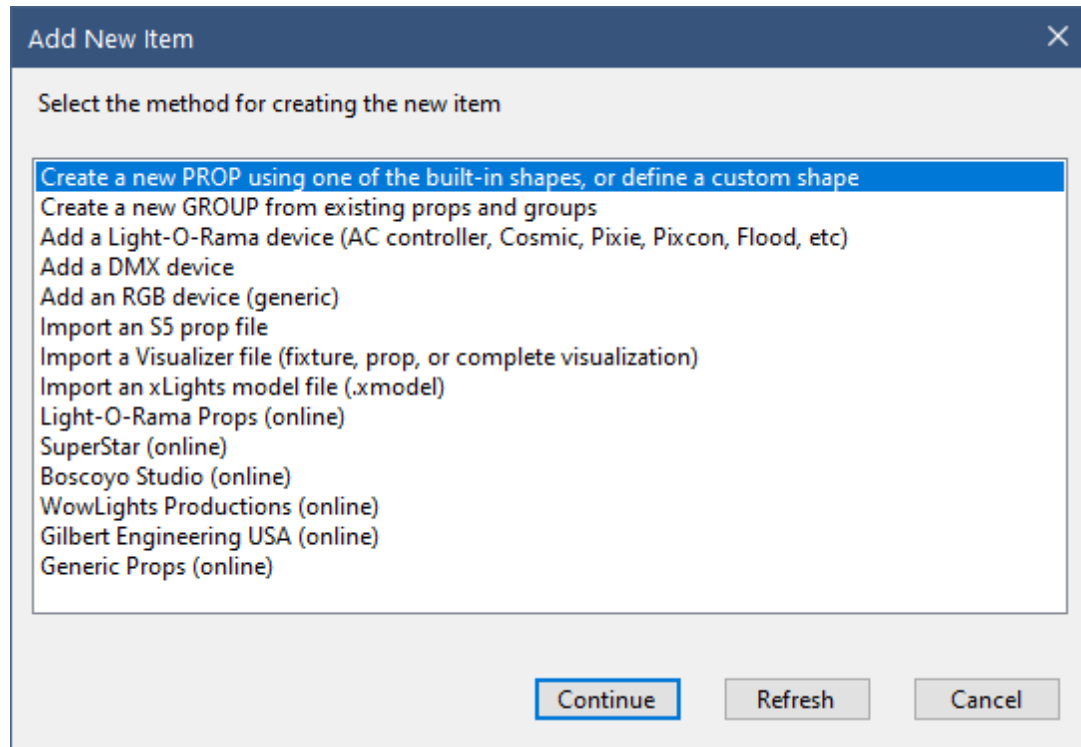 Add New Item
Select the method for creating the new item
Create a new PROP using one of the built-in shapes, or define a custom shape
Create a new GROUP from existing props and groups
Add a Light-O-Rama device (AC controller, Cosmic, Pixie, Pixcon, Flood, etc)
Add a DMX device
Add an RGB device (generic)
Import an S5 prop file
Import a Visualizer file (fixture, prop, or complete visualization)
Import an xLights model file (.xmodel)
Light-O-Rama Props (online)
SuperStar (online)
Boscoyo Studio (online)
WowLights Productions (online)
Gilbert Engineering USA (online)
Generic Props (online)
Continue Refresh Cancel